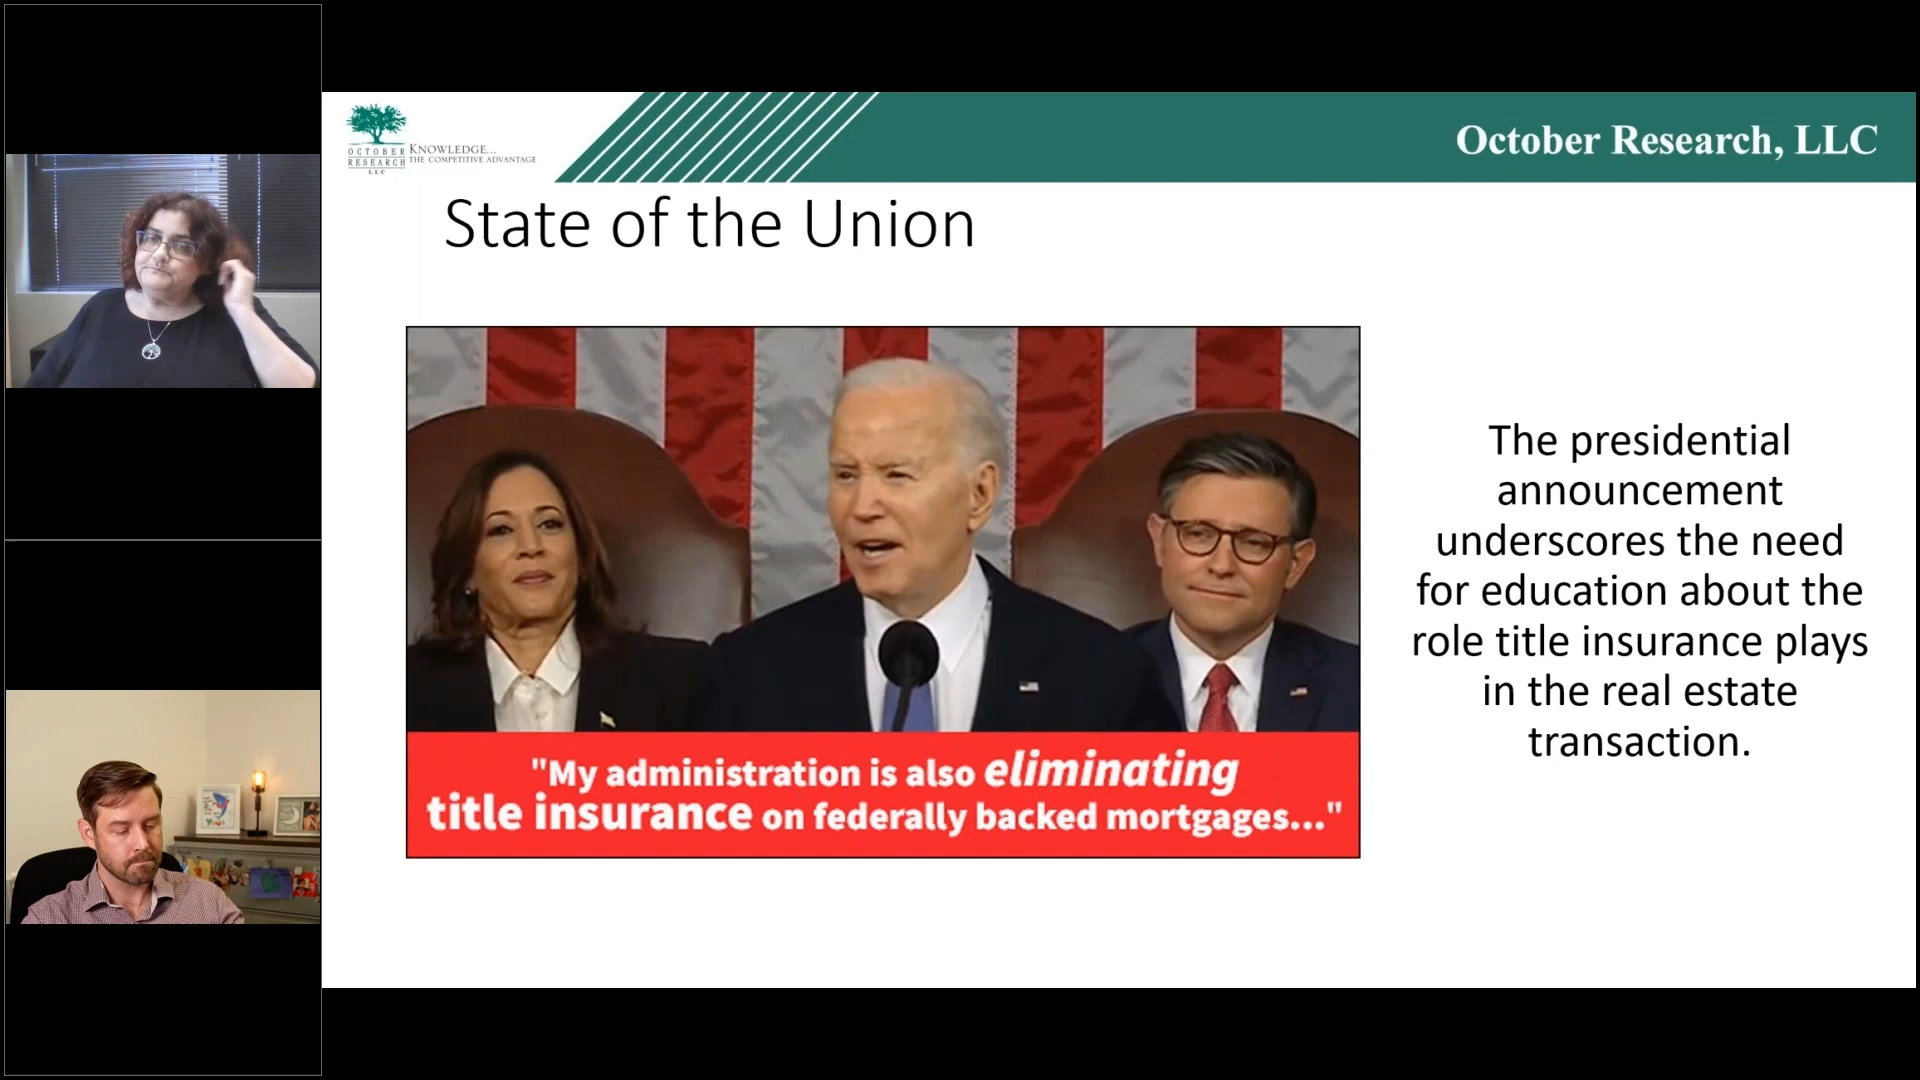 OCTOBER
RESEARCH
LLC
KNOWLEDGE...
THE COMPETITIVE ADVANTAGE
October Research, LLC
State of the Union
"My administration is also eliminating
title insurance on federally backed mortgages..."
The presidential
announcement
underscores the need
for education about the
role title insurance plays
in the real estate
transaction.